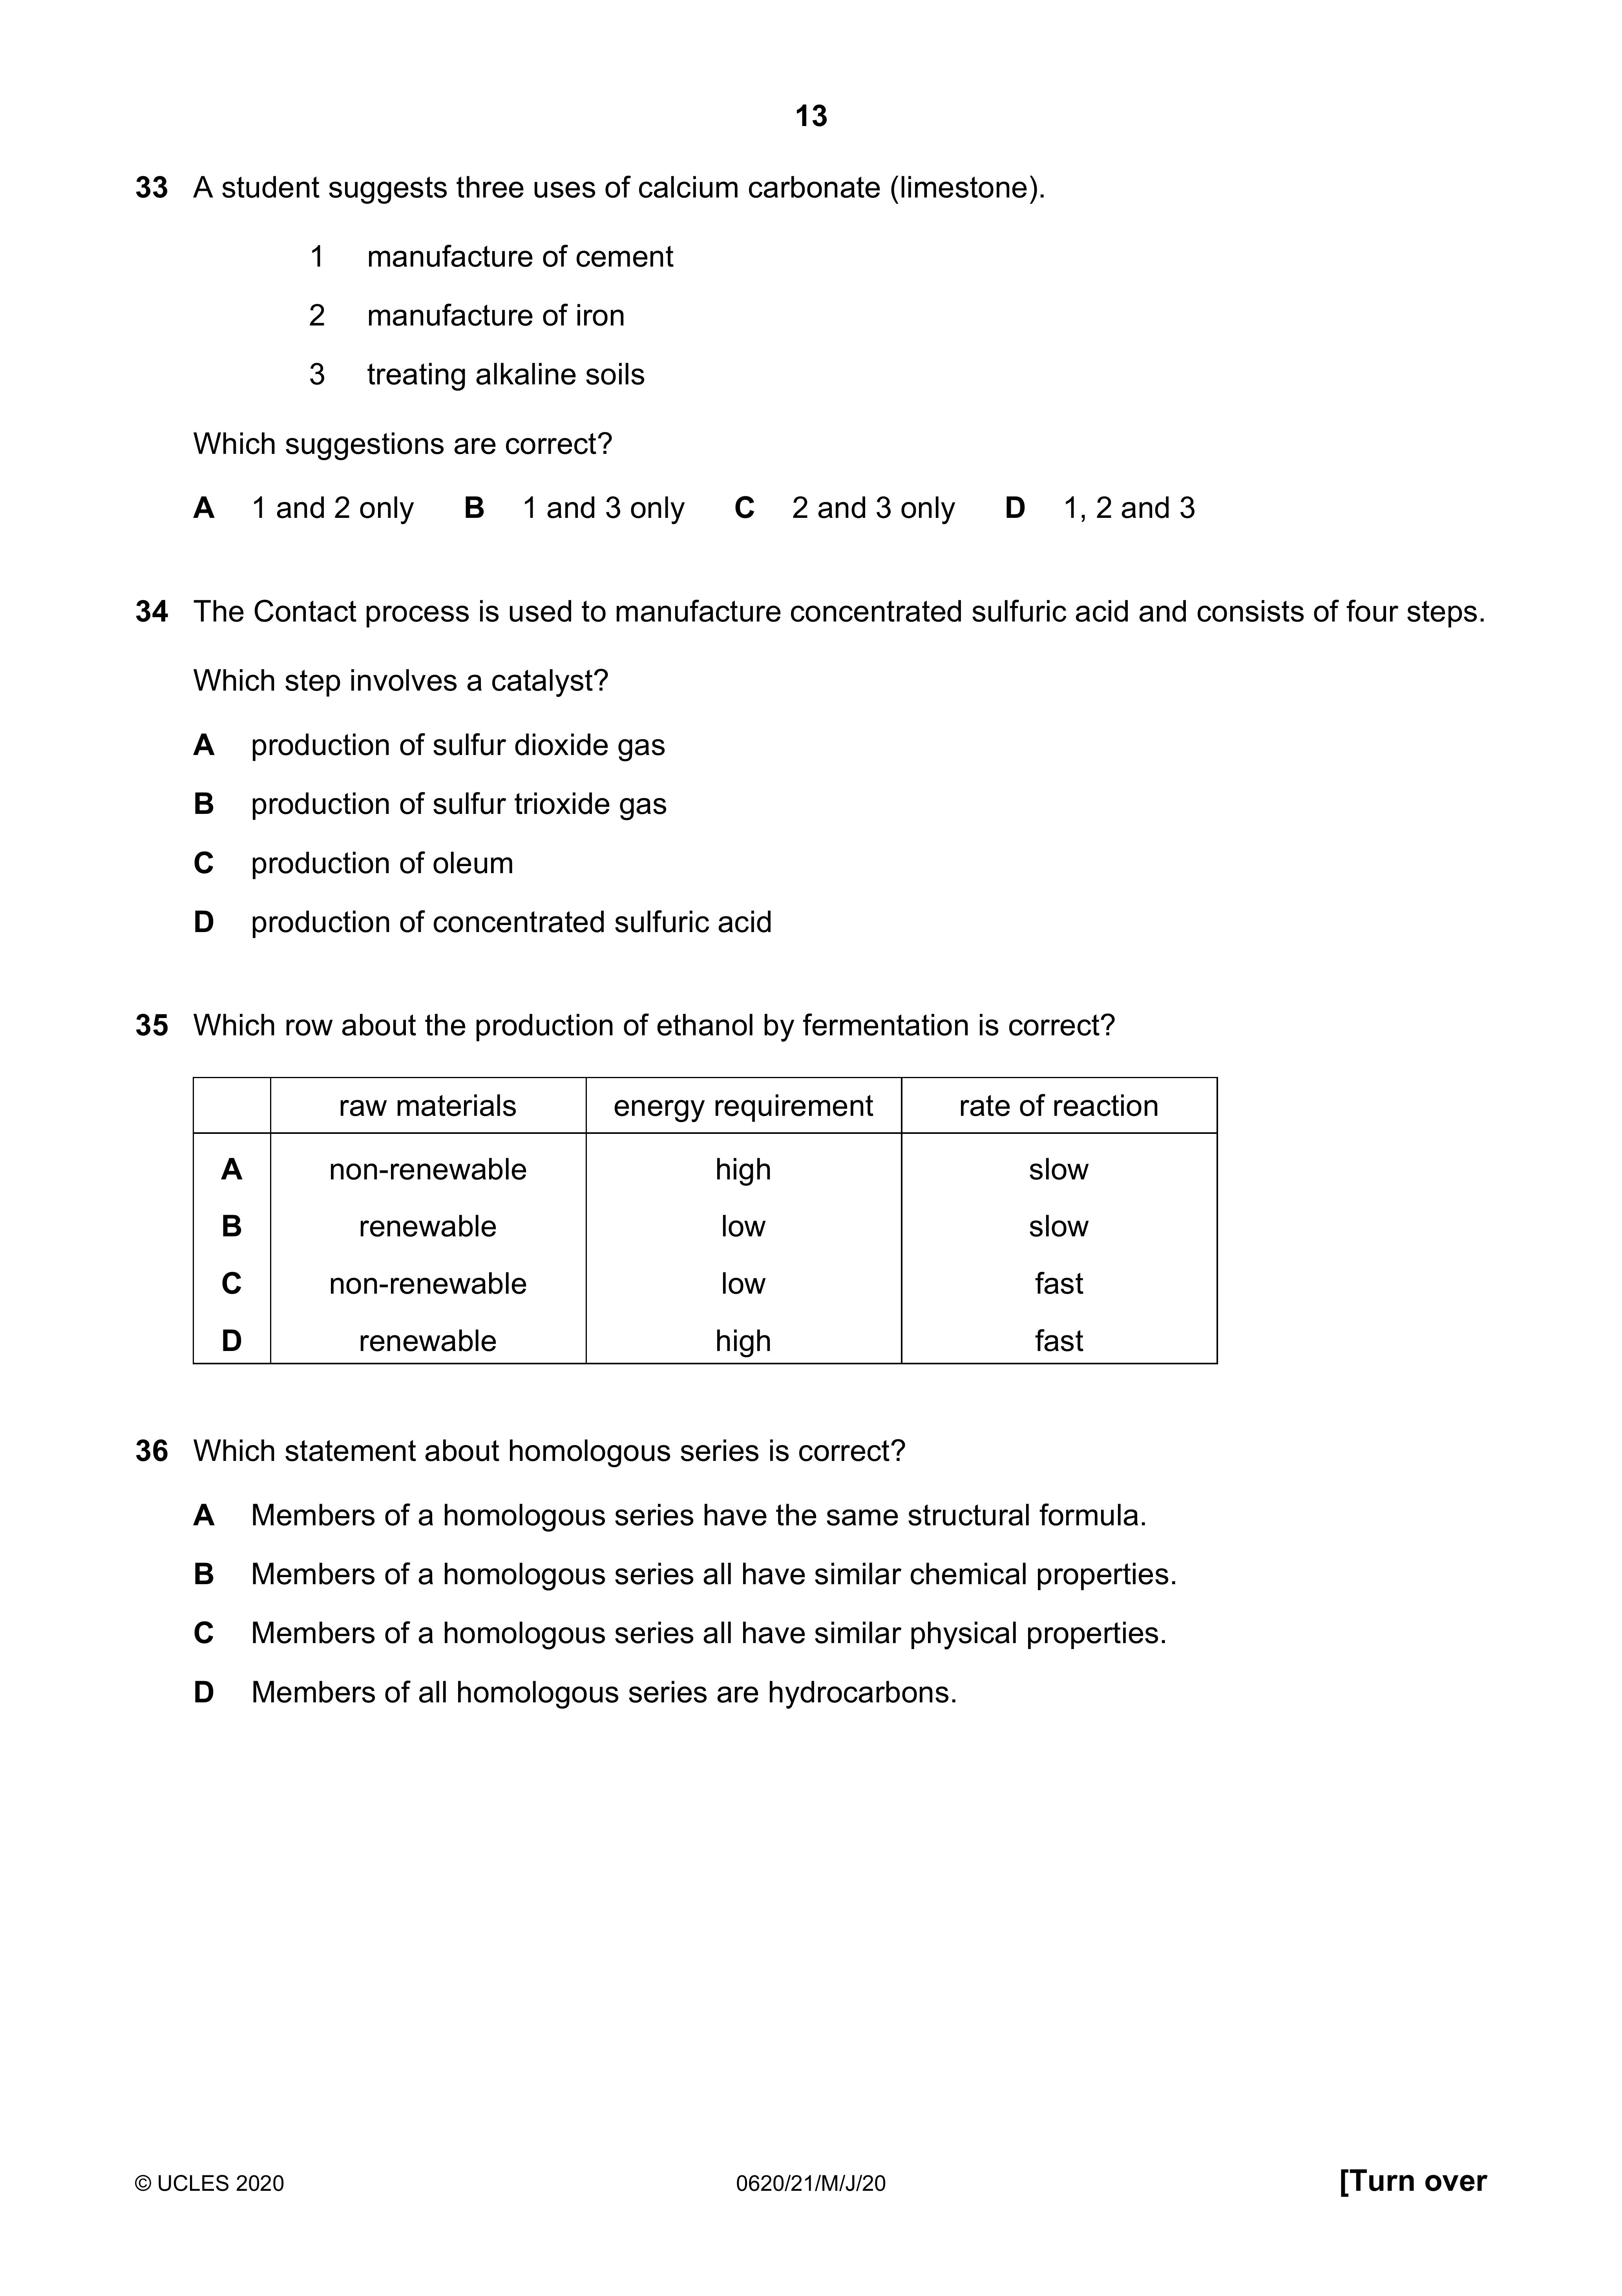 13
33 A student suggests three uses of calcium carbonate (limestone).
1 manufacture of cement
2 manufacture of iron
3 treating alkaline soils
Which suggestions are correct?
A 1 and 2 only B 1 and 3 only C 2 and 3 only D 1, 2 and 3
34 The Contact process is used to manufacture concentrated sulfuric acid and consists of four steps.
Which step involves a catalyst?
A production of sulfur dioxide gas
B production of sulfur trioxide gas
C production of oleum
D production of concentrated sulfuric acid
35 Which row about the production of ethanol by fermentation is correct?
raw materials energy requirement rate of reaction
A non-renewable high slow
B renewable low slow
C non-renewable low fast
D renewable high fast
36 Which statement about homologous series is correct?
A Members of a homologous series have the same structural formula.
B Members of a homologous series all have similar chemical properties.
C Members of a homologous series all have similar physical properties.
D Members of all homologous series are hydrocarbons.
© UCLES 2020 0620/21/M/J/20 [Turn over